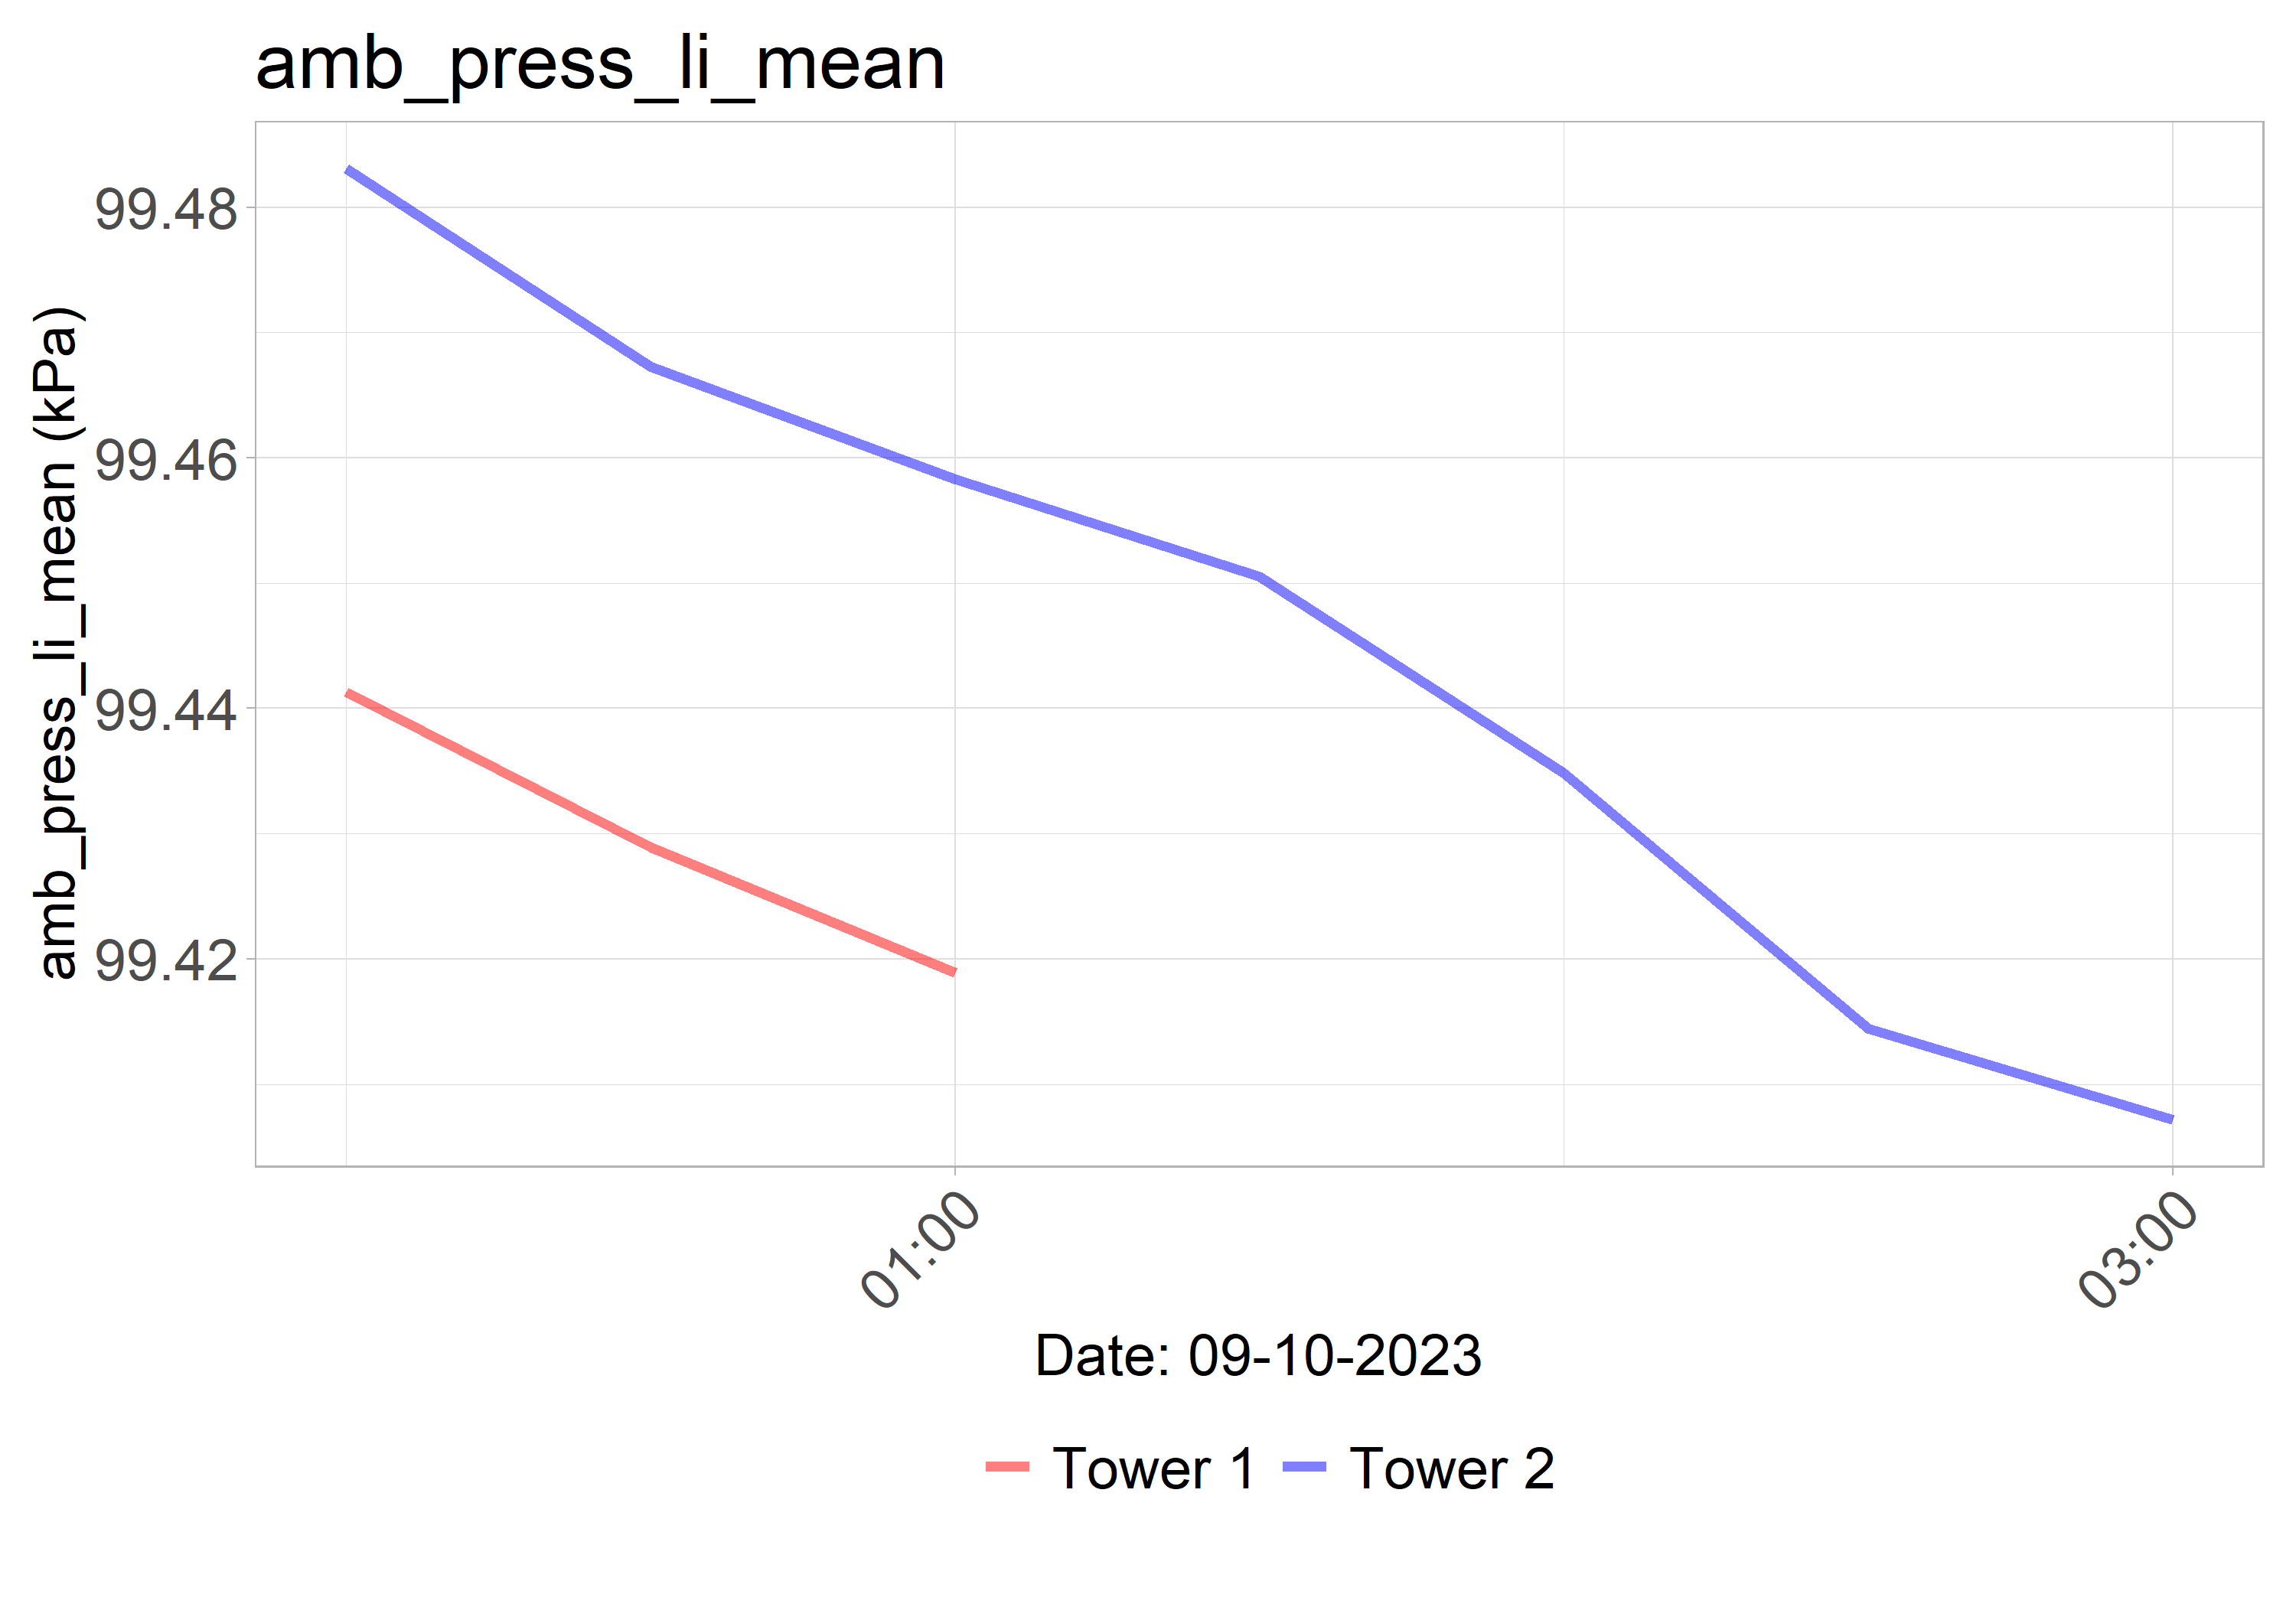 amb_press_li_mean
amb_press_li_mean (kPa)
99.48
99.46
99.44
99.42
01:00
03:00
Date: 09-10-2023
Tower 1
Tower 2